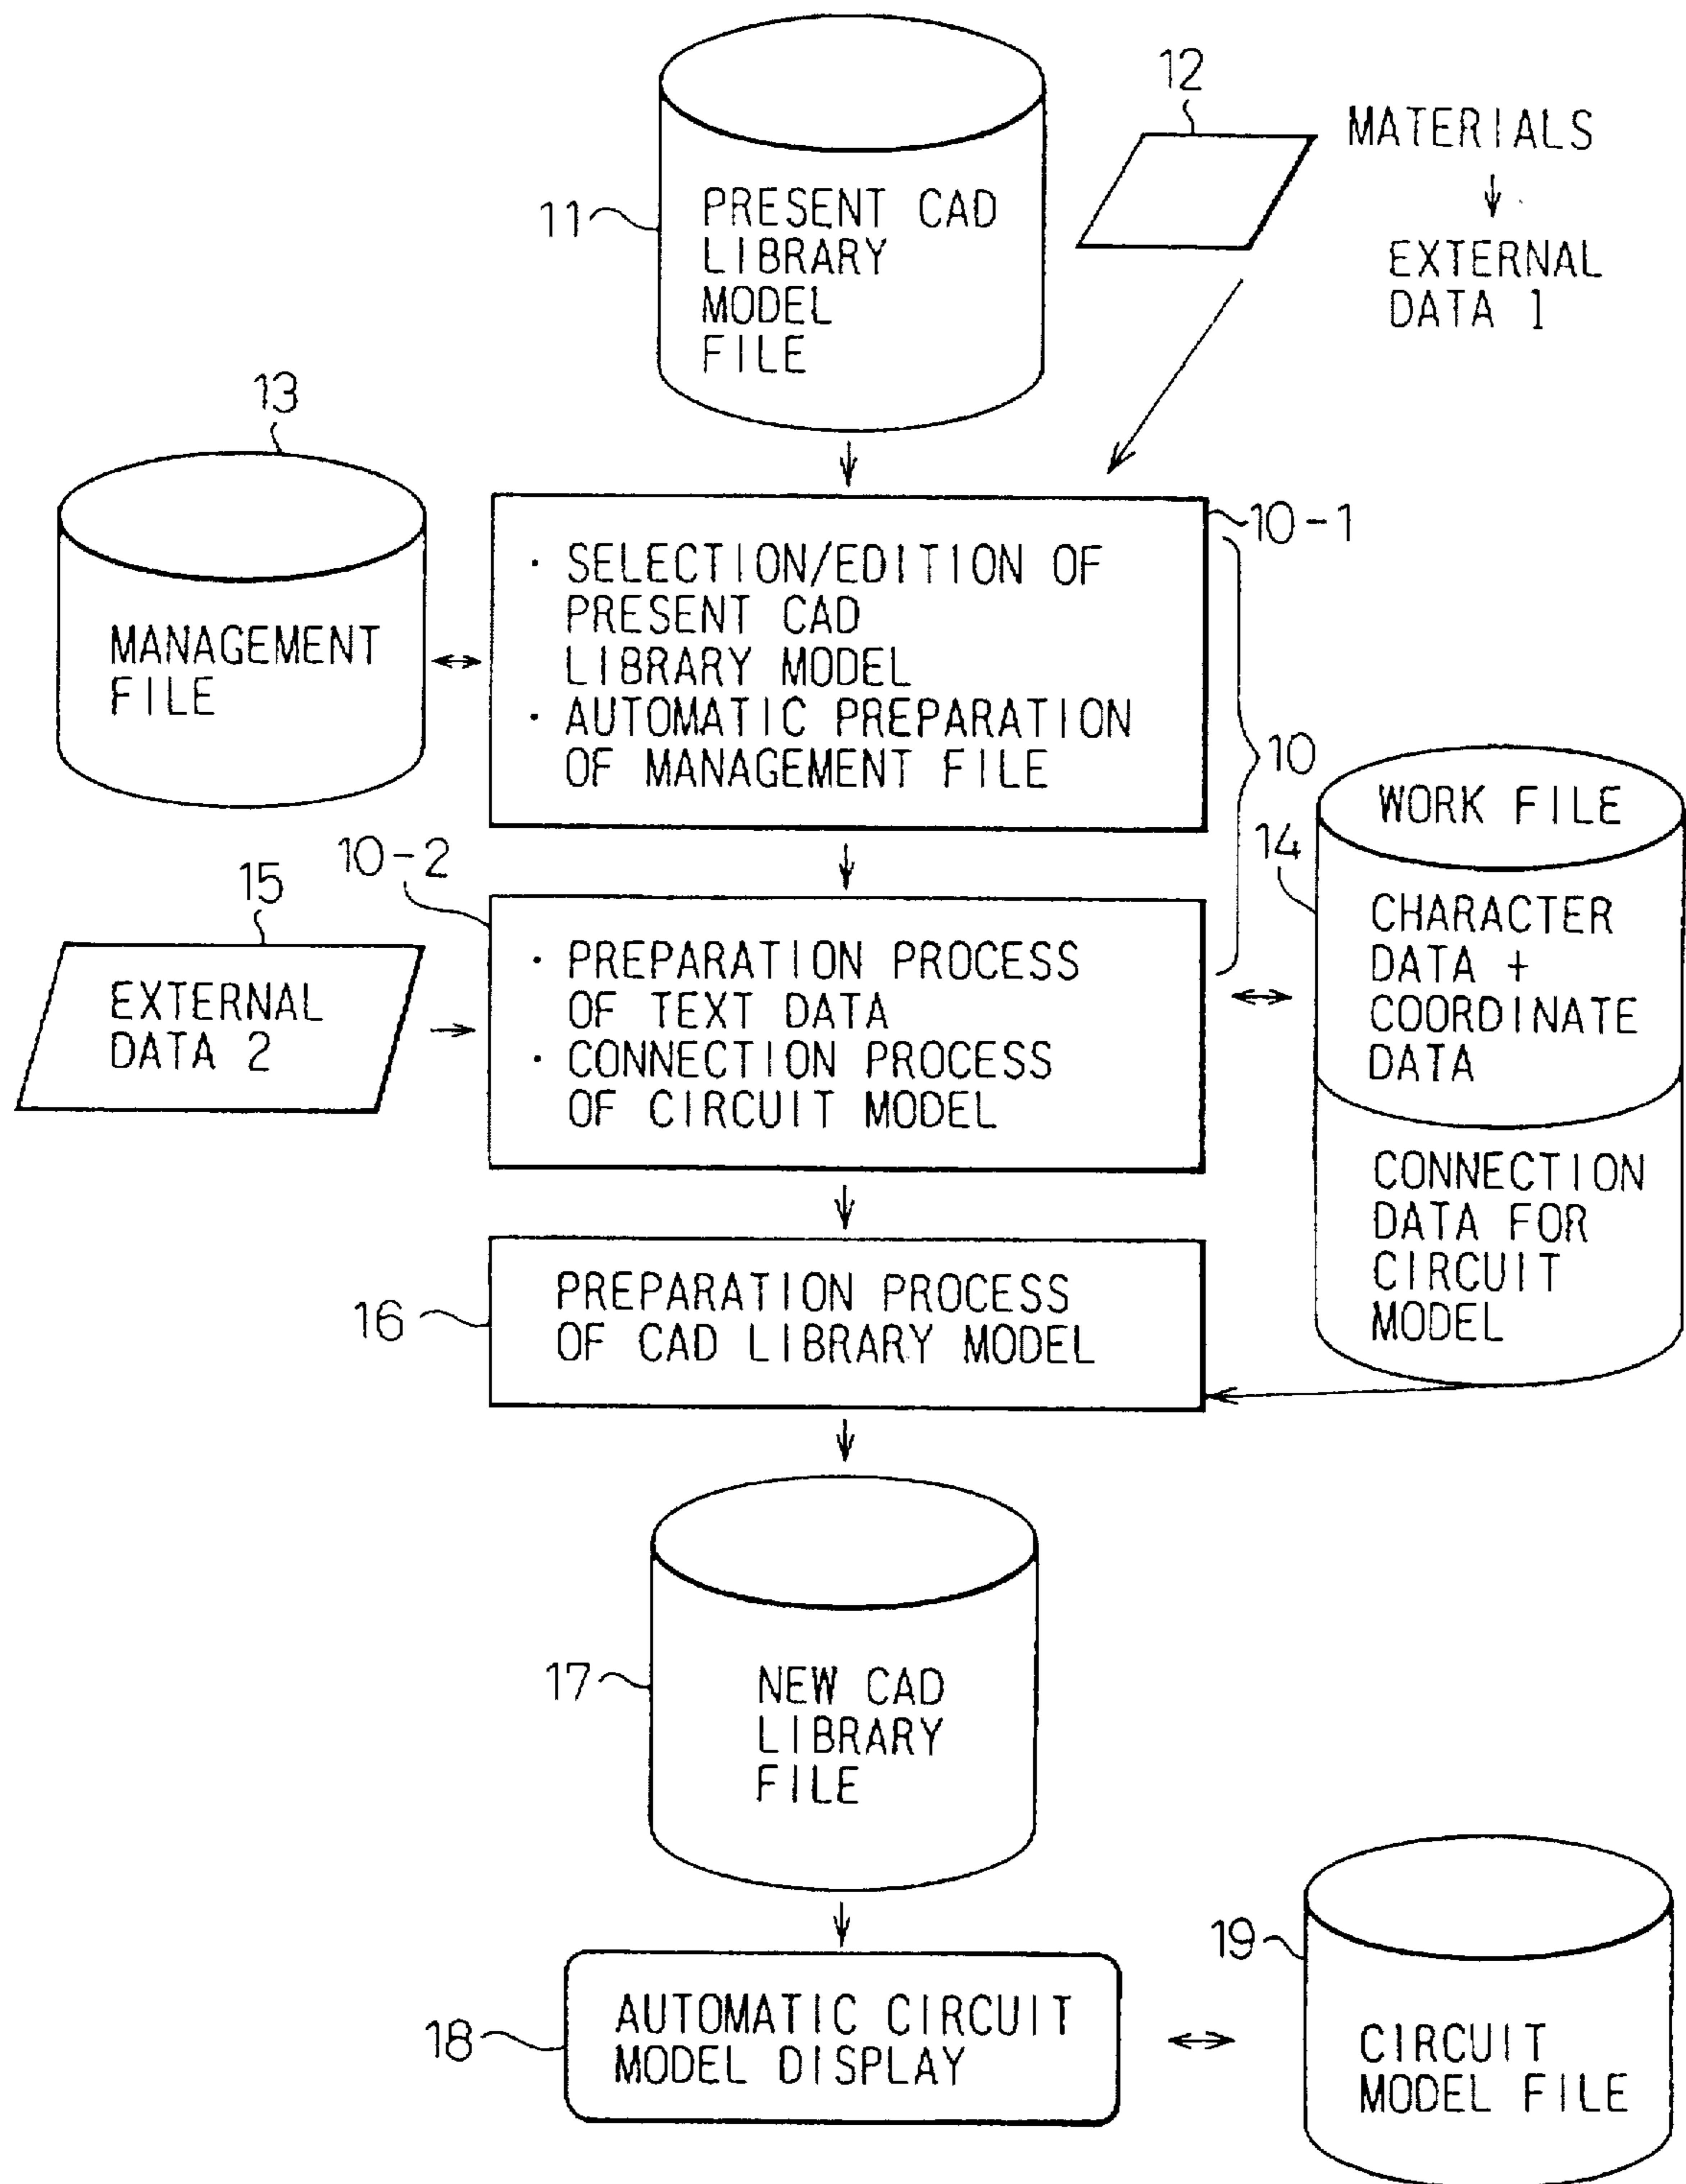 12
MATERIALS
↓
EXTERNAL
DATA 1
11
PRESENT CAD
LIBRARY
MODEL
FILE
13
MANAGEMENT
FILE
10-1
· SELECTION/EDITION OF
PRESENT CAD
LIBRARY MODEL
· AUTOMATIC PREPARATION
OF MANAGEMENT FILE
10
10-2
15
EXTERNAL
DATA 2
· PREPARATION PROCESS
OF TEXT DATA
· CONNECTION PROCESS
OF CIRCUIT MODEL
14
WORK FILE
CHARACTER
DATA +
COORDINATE
DATA
CONNECTION
DATA FOR
CIRCUIT
MODEL
16
PREPARATION PROCESS
OF CAD LIBRARY MODEL
17
NEW CAD
LIBRARY
FILE
18
AUTOMATIC CIRCUIT
MODEL DISPLAY
19
CIRCUIT
MODEL FILE